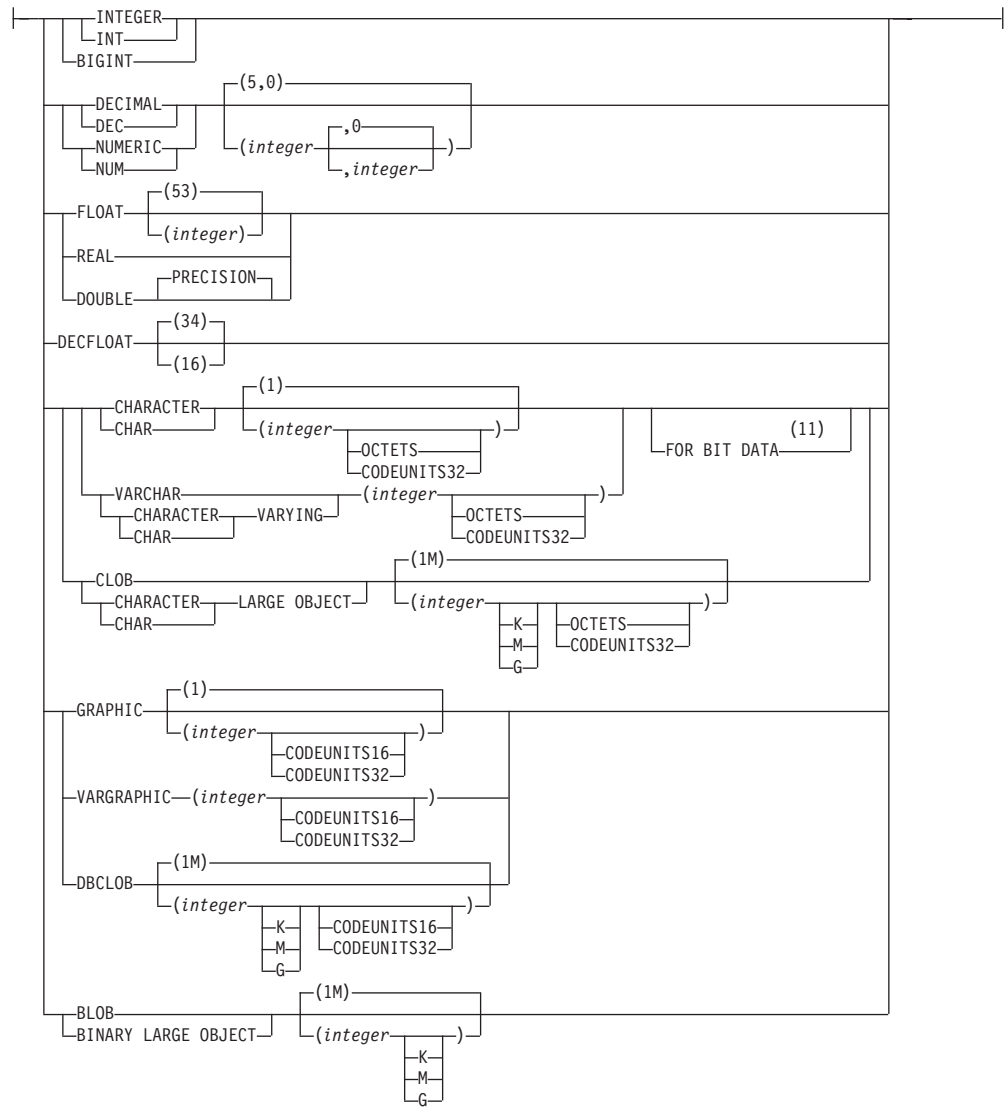 INTEGER
INT
BIGINT
(5,0)
DECIMAL
DEC
,0
NUMERIC
(integer
)
NUM
,integer
(53)
FLOAT
(integer)
REAL
PRECISION
DOUBLE
(34)
DECFLOAT
(16)
(1)
CHARACTER
(11)
CHAR
(integer
)
OCTETS
FOR BIT DATA
CODEUNITS32
VARCHAR
(integer
)
CHARACTER
VARYING
OCTETS
CHAR
CODEUNITS32
(1M)
CLOB
CHARACTER
LARGE OBJECT
(integer
)
CHAR
K
OCTETS
M
CODEUNITS32
G
(1)
GRAPHIC
(integer
)
CODEUNITS16
CODEUNITS32
VARGRAPHIC
(integer
)
CODEUNITS16
CODEUNITS32
(1M)
DBCLOB
(integer
)
K
CODEUNITS16
M
CODEUNITS32
G
(1M)
BLOB
BINARY LARGE OBJECT
(integer
)
K
M
G